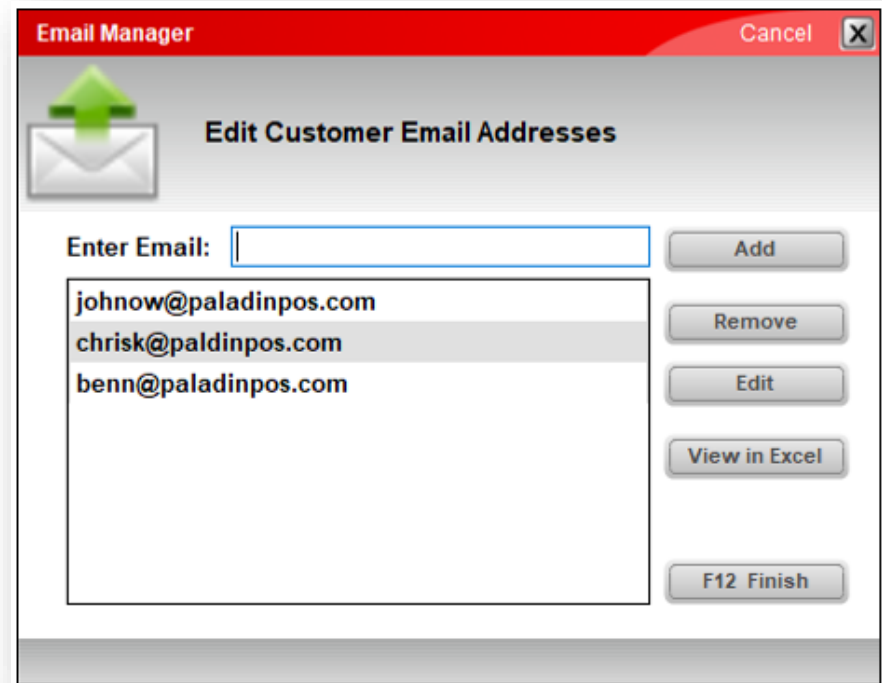 Email Manager Cancel X
Edit Customer Email Addresses
Enter Email: Add
johnow@paladinpos.com
Remove
chrisk@paldinpos.com
benn@paladinpos.com Edit
View in Excel
F12 Finish